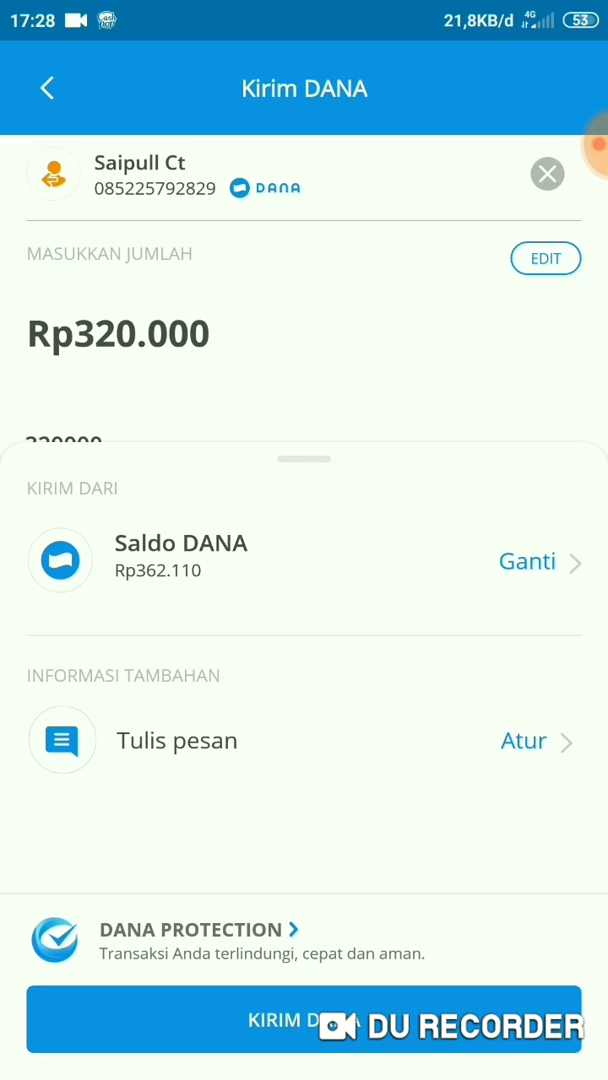 17:28 21,8KB/d 4G 53
Kirim DANA
Saipull Ct
085225792829 DANA
MASUKKAN JUMLAH
EDIT
Rp320.000
320000
KIRIM DARI
Saldo DANA
Rp362.110
Ganti
INFORMASI TAMBAHAN
Tulis pesan
Atur
DANA PROTECTION
Transaksi Anda terlindungi, cepat dan aman.
KIRIM D A
DU RECORDER